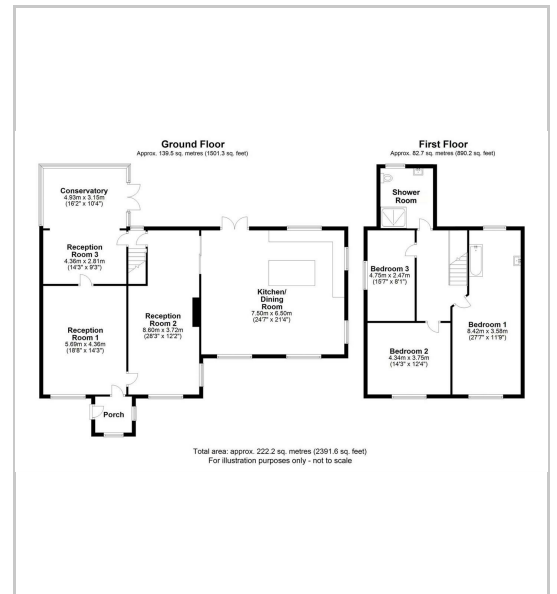 Ground Floor
Approx. 139.5 sq. metres (1501.3 sq. feet)
Conservatory
4.93m x 3.15m
(16'2" x 10'4")
Reception
Room 3
4.36m x 2.81m
(14'3" x 9'3")
Reception
Room 1
5.69m x 4.36m
(18'8" x 14'3")
Reception
Room 2
8.60m x 3.72m
(28'3" x 12'2")
Kitchen/
Dining
Room
7.50m x 6.50m
(24'7" x 21'4")
Porch
First Floor
Approx. 82.7 sq. metres (890.2 sq. feet)
Shower
Room
Bedroom 3
4.75m x 2.47m
(15'7" x 8'1")
Bedroom 2
4.34m x 3.75m
(14'3" x 12'4")
Bedroom 1
8.42m x 3.58m
(27'7" x 11'9")
Total area: approx. 222.2 sq. metres (2391.6 sq. feet)
For illustration purposes only - not to scale